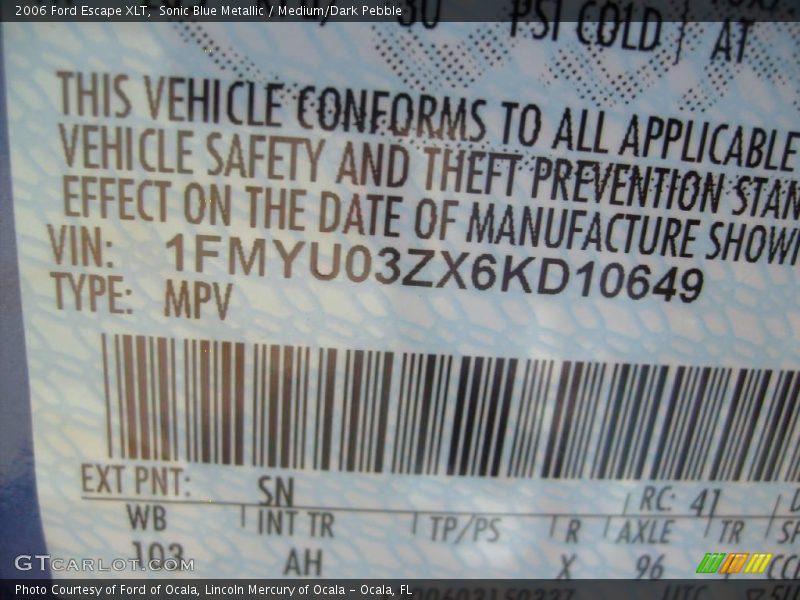 2006 Ford Escape XLT, Sonic Blue Metallic / Medium/Dark Pebble
PSI COLD
AT
THIS VEHICLE CONFORMS TO ALL APPLICABLE
VEHICLE SAFETY AND THEFT PREVENTION STAN
EFFECT ON THE DATE OF MANUFACTURE SHOWN
VIN: 1FMYU03ZX6KD10649
TYPE: MPV
EXT PNT: SN RC: 41
WB INT TR TP/PS R AXLE TR SP
103 AH X 96
GTCARLOT.COM
Photo Courtesy of Ford of Ocala, Lincoln Mercury of Ocala - Ocala, FL